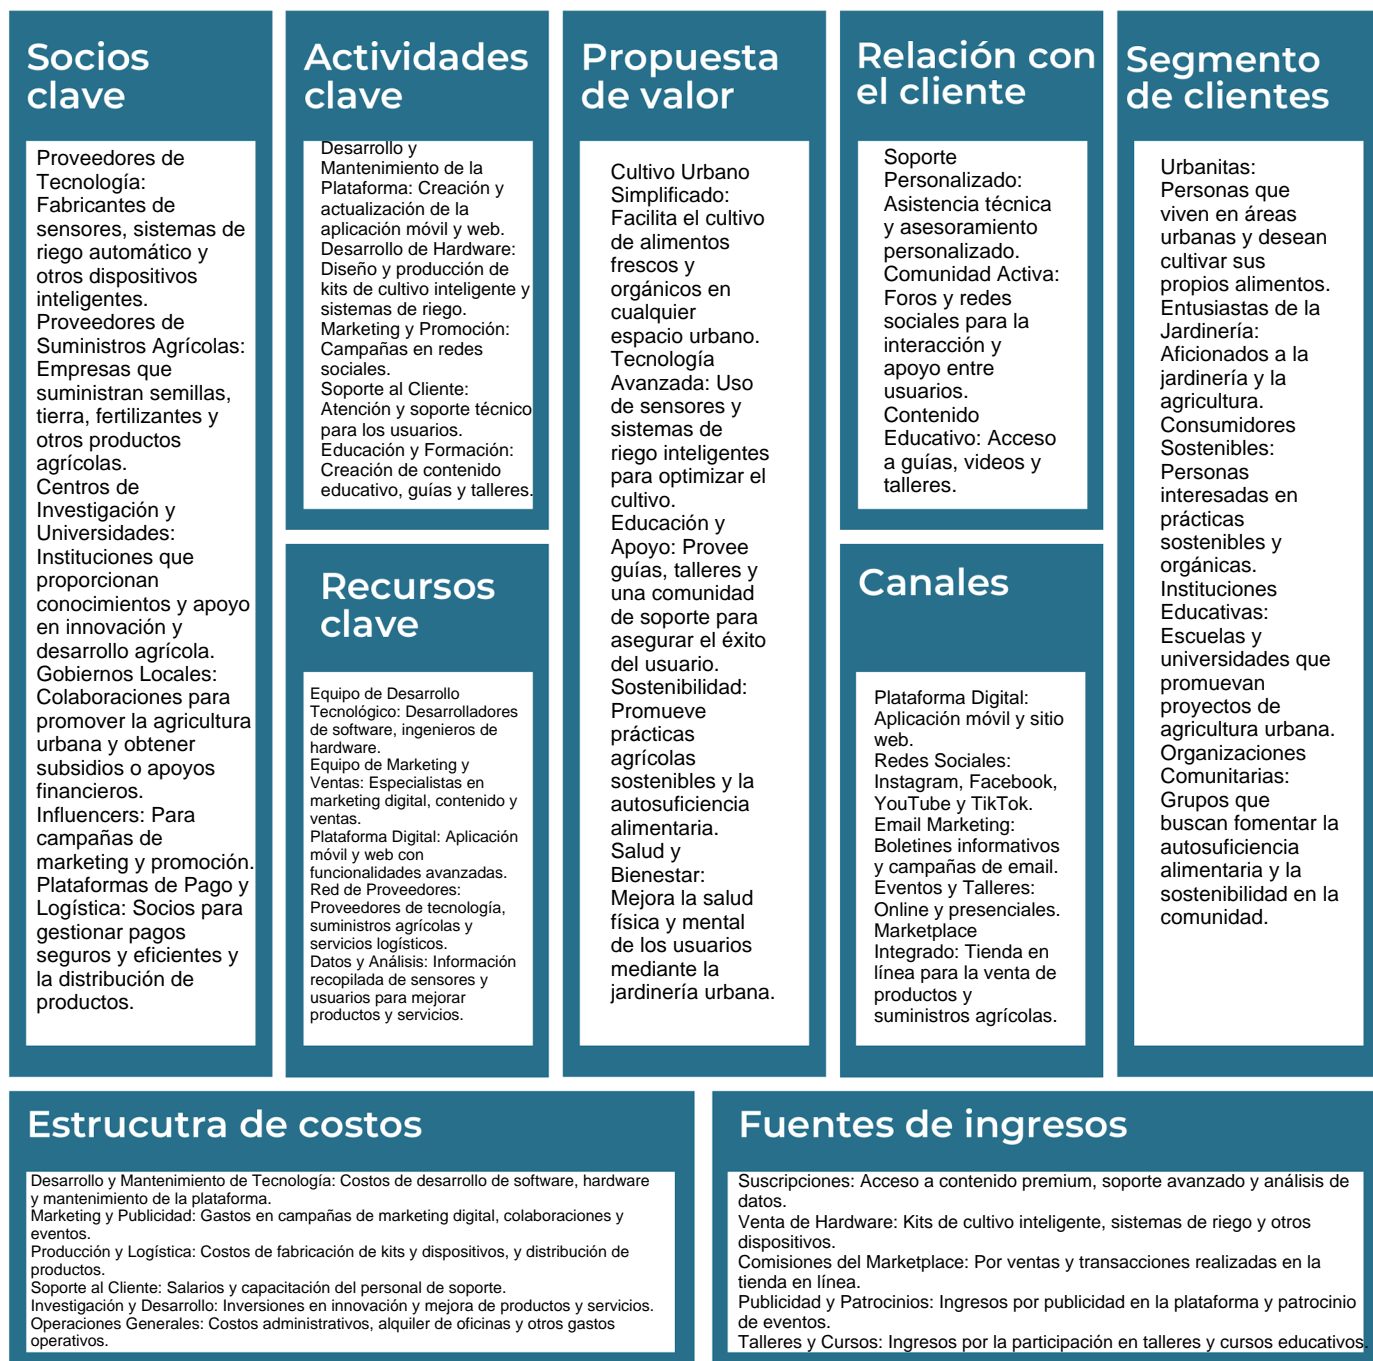 Socios
clave
Proveedores de
Tecnología:
Fabricantes de
sensores, sistemas de
riego automático y
otros dispositivos
inteligentes.
Proveedores de
Suministros Agrícolas:
Empresas que
suministran semillas,
tierra, fertilizantes y
otros productos
agrícolas.
Centros de
Investigación y
Universidades:
Instituciones que
proporcionan
conocimientos y apoyo
en innovación y
desarrollo agrícola.
Gobiernos Locales:
Colaboraciones para
promover la agricultura
urbana y obtener
subsidios o apoyos
financieros.
Influencers: Para
campañas de
marketing y promoción.
Plataformas de Pago y
Logística: Socios para
gestionar pagos
seguros y eficientes y
la distribución de
productos.
Actividades
clave
Desarrollo y
Mantenimiento de la
Plataforma: Creación y
actualización de la
aplicación móvil y web.
Desarrollo de Hardware:
Diseño y producción de
kits de cultivo inteligente y
sistemas de riego.
Marketing y Promoción:
Campañas en redes
sociales.
Soporte al Cliente:
Atención y soporte técnico
para los usuarios.
Educación y Formación:
Creación de contenido
educativo, guías y talleres.
Recursos
clave
Equipo de Desarrollo
Tecnológico: Desarrolladores
de software, ingenieros de
hardware.
Equipo de Marketing y
Ventas: Especialistas en
marketing digital, contenido y
ventas.
Plataforma Digital: Aplicación
móvil y web con
funcionalidades avanzadas.
Red de Proveedores:
Proveedores de tecnología,
suministros agrícolas y
servicios logísticos.
Datos y Análisis: Información
recopilada de sensores y
usuarios para mejorar
productos y servicios.
Propuesta
de valor
Cultivo Urbano
Simplificado:
Facilita el cultivo
de alimentos
frescos y
orgánicos en
cualquier
espacio urbano.
Tecnología
Avanzada: Uso
de sensores y
sistemas de
riego inteligentes
para optimizar el
cultivo.
Educación y
Apoyo: Provee
guías, talleres y
una comunidad
de soporte para
asegurar el éxito
del usuario.
Sostenibilidad:
Promueve
prácticas
agrícolas
sostenibles y la
autosuficiencia
alimentaria.
Salud y
Bienestar:
Mejora la salud
física y mental
de los usuarios
mediante la
jardinería urbana.
Relación con
el cliente
Soporte
Personalizado:
Asistencia técnica
y asesoramiento
personalizado.
Comunidad Activa:
Foros y redes
sociales para la
interacción y
apoyo entre
usuarios.
Contenido
Educativo: Acceso
a guías, videos y
talleres.
Canales
Plataforma Digital:
Aplicación móvil y sitio
web.
Redes Sociales:
Instagram, Facebook,
YouTube y TikTok.
Email Marketing:
Boletines informativos
y campañas de email.
Eventos y Talleres:
Online y presenciales.
Marketplace
Integrado: Tienda en
línea para la venta de
productos y
suministros agrícolas.
Segmento
de clientes
Urbanitas:
Personas que
viven en áreas
urbanas y desean
cultivar sus
propios alimentos.
Entusiastas de la
Jardinería:
Aficionados a la
jardinería y la
agricultura.
Consumidores
Sostenibles:
Personas
interesadas en
prácticas
sostenibles y
orgánicas.
Instituciones
Educativas:
Escuelas y
universidades que
promuevan
proyectos de
agricultura urbana.
Organizaciones
Comunitarias:
Grupos que
buscan fomentar la
autosuficiencia
alimentaria y la
sostenibilidad en la
comunidad.
Estrucutra de costos
Desarrollo y Mantenimiento de Tecnología: Costos de desarrollo de software, hardware
y mantenimiento de la plataforma.
Marketing y Publicidad: Gastos en campañas de marketing digital, colaboraciones y
eventos.
Producción y Logística: Costos de fabricación de kits y dispositivos, y distribución de
productos.
Soporte al Cliente: Salarios y capacitación del personal de soporte.
Investigación y Desarrollo: Inversiones en innovación y mejora de productos y servicios.
Operaciones Generales: Costos administrativos, alquiler de oficinas y otros gastos
operativos.
Fuentes de ingresos
Suscripciones: Acceso a contenido premium, soporte avanzado y análisis de
datos.
Venta de Hardware: Kits de cultivo inteligente, sistemas de riego y otros
dispositivos.
Comisiones del Marketplace: Por ventas y transacciones realizadas en la
tienda en línea.
Publicidad y Patrocinios: Ingresos por publicidad en la plataforma y patrocinio
de eventos.
Talleres y Cursos: Ingresos por la participación en talleres y cursos educativos.